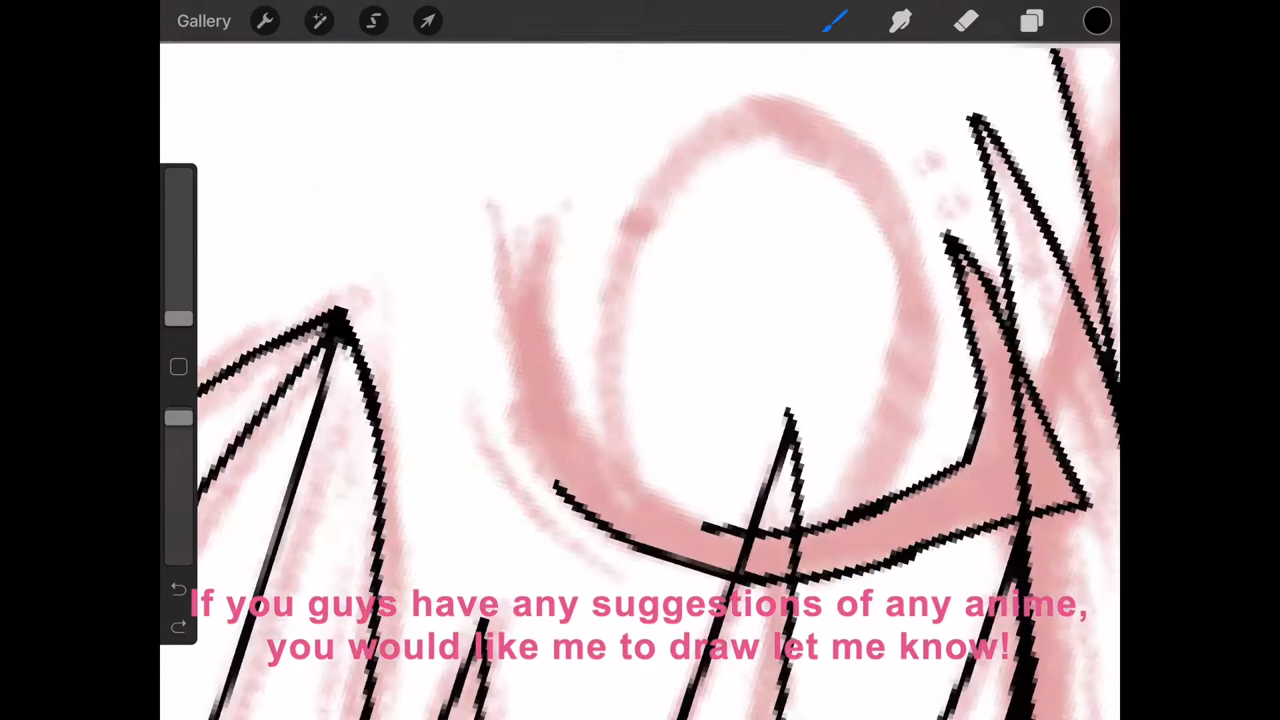 Gallery
If you guys have any suggestions of any anime,
you would like me to draw let me know!